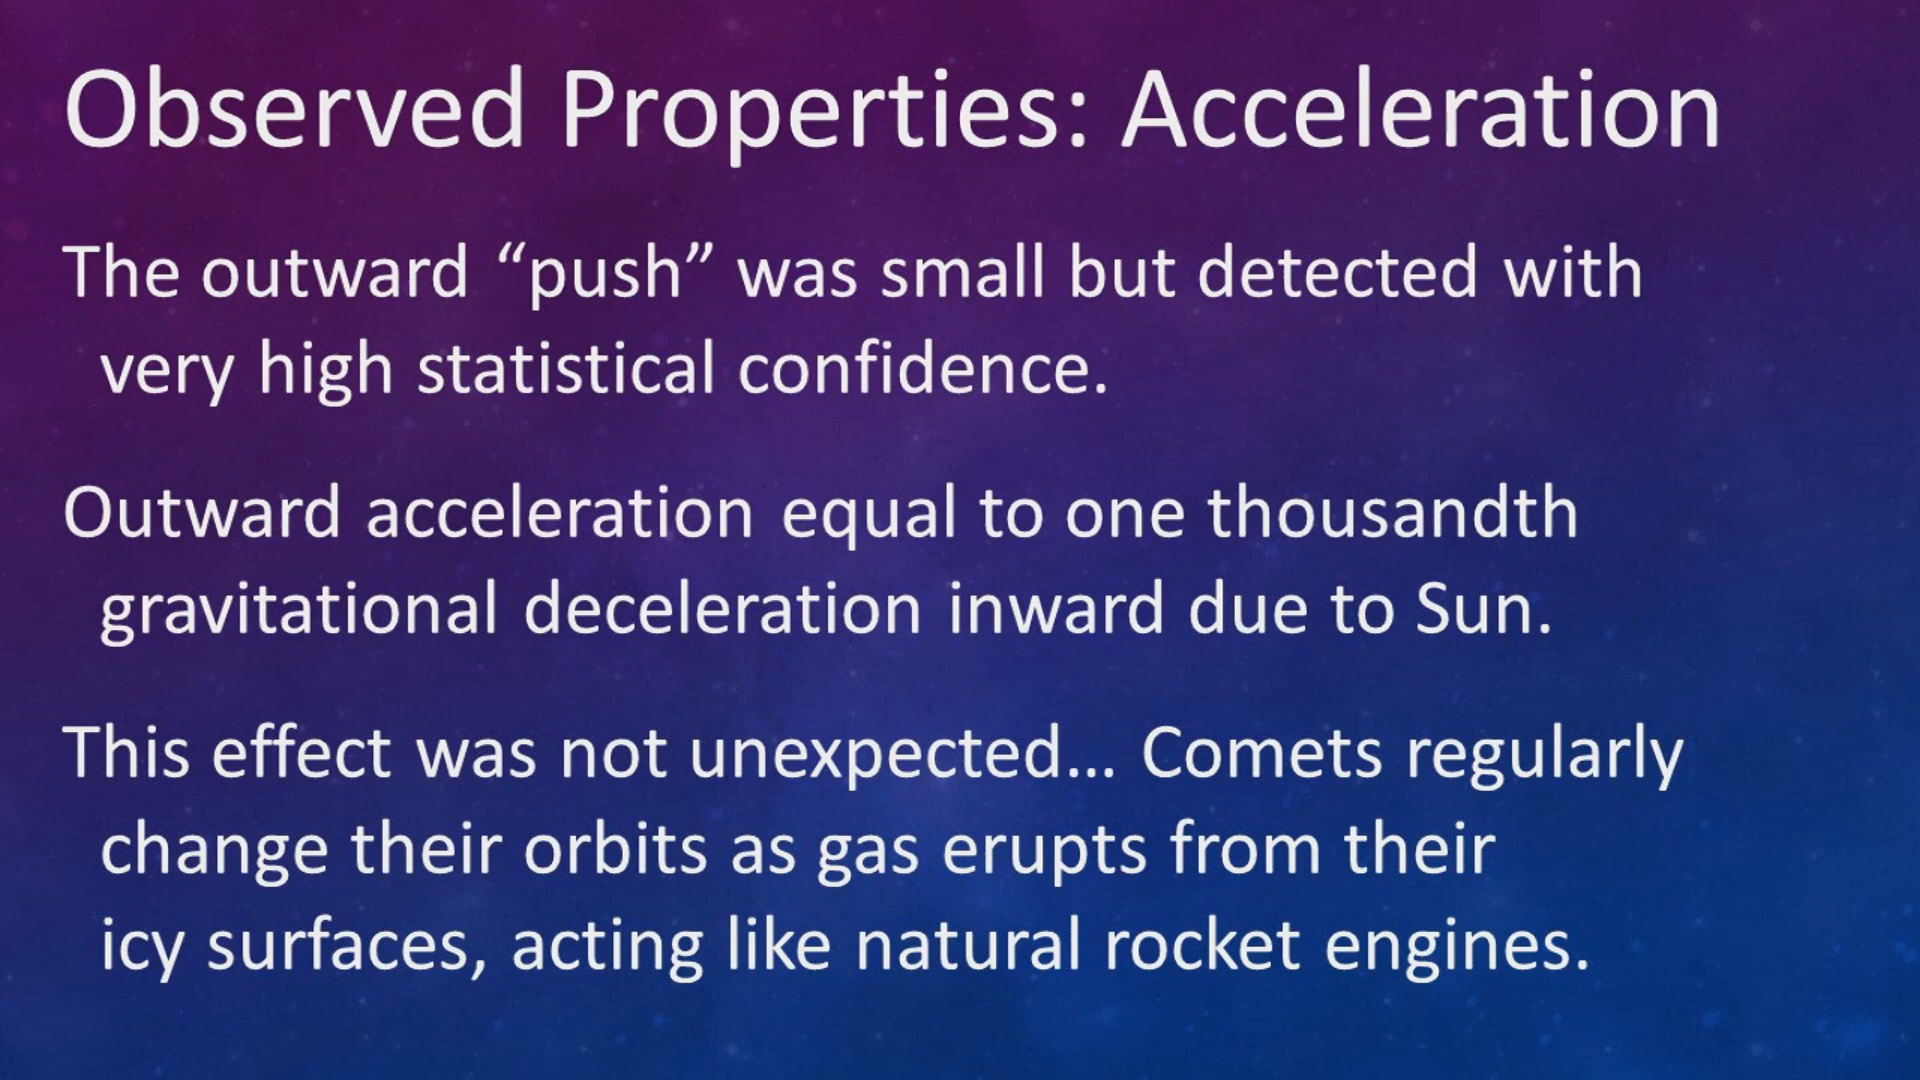 Observed Properties: Acceleration
The outward “push” was small but detected with
very high statistical confidence.
Outward acceleration equal to one thousandth
gravitational deceleration inward due to Sun.
This effect was not unexpected... Comets regularly
change their orbits as gas erupts from their
icy surfaces, acting like natural rocket engines.